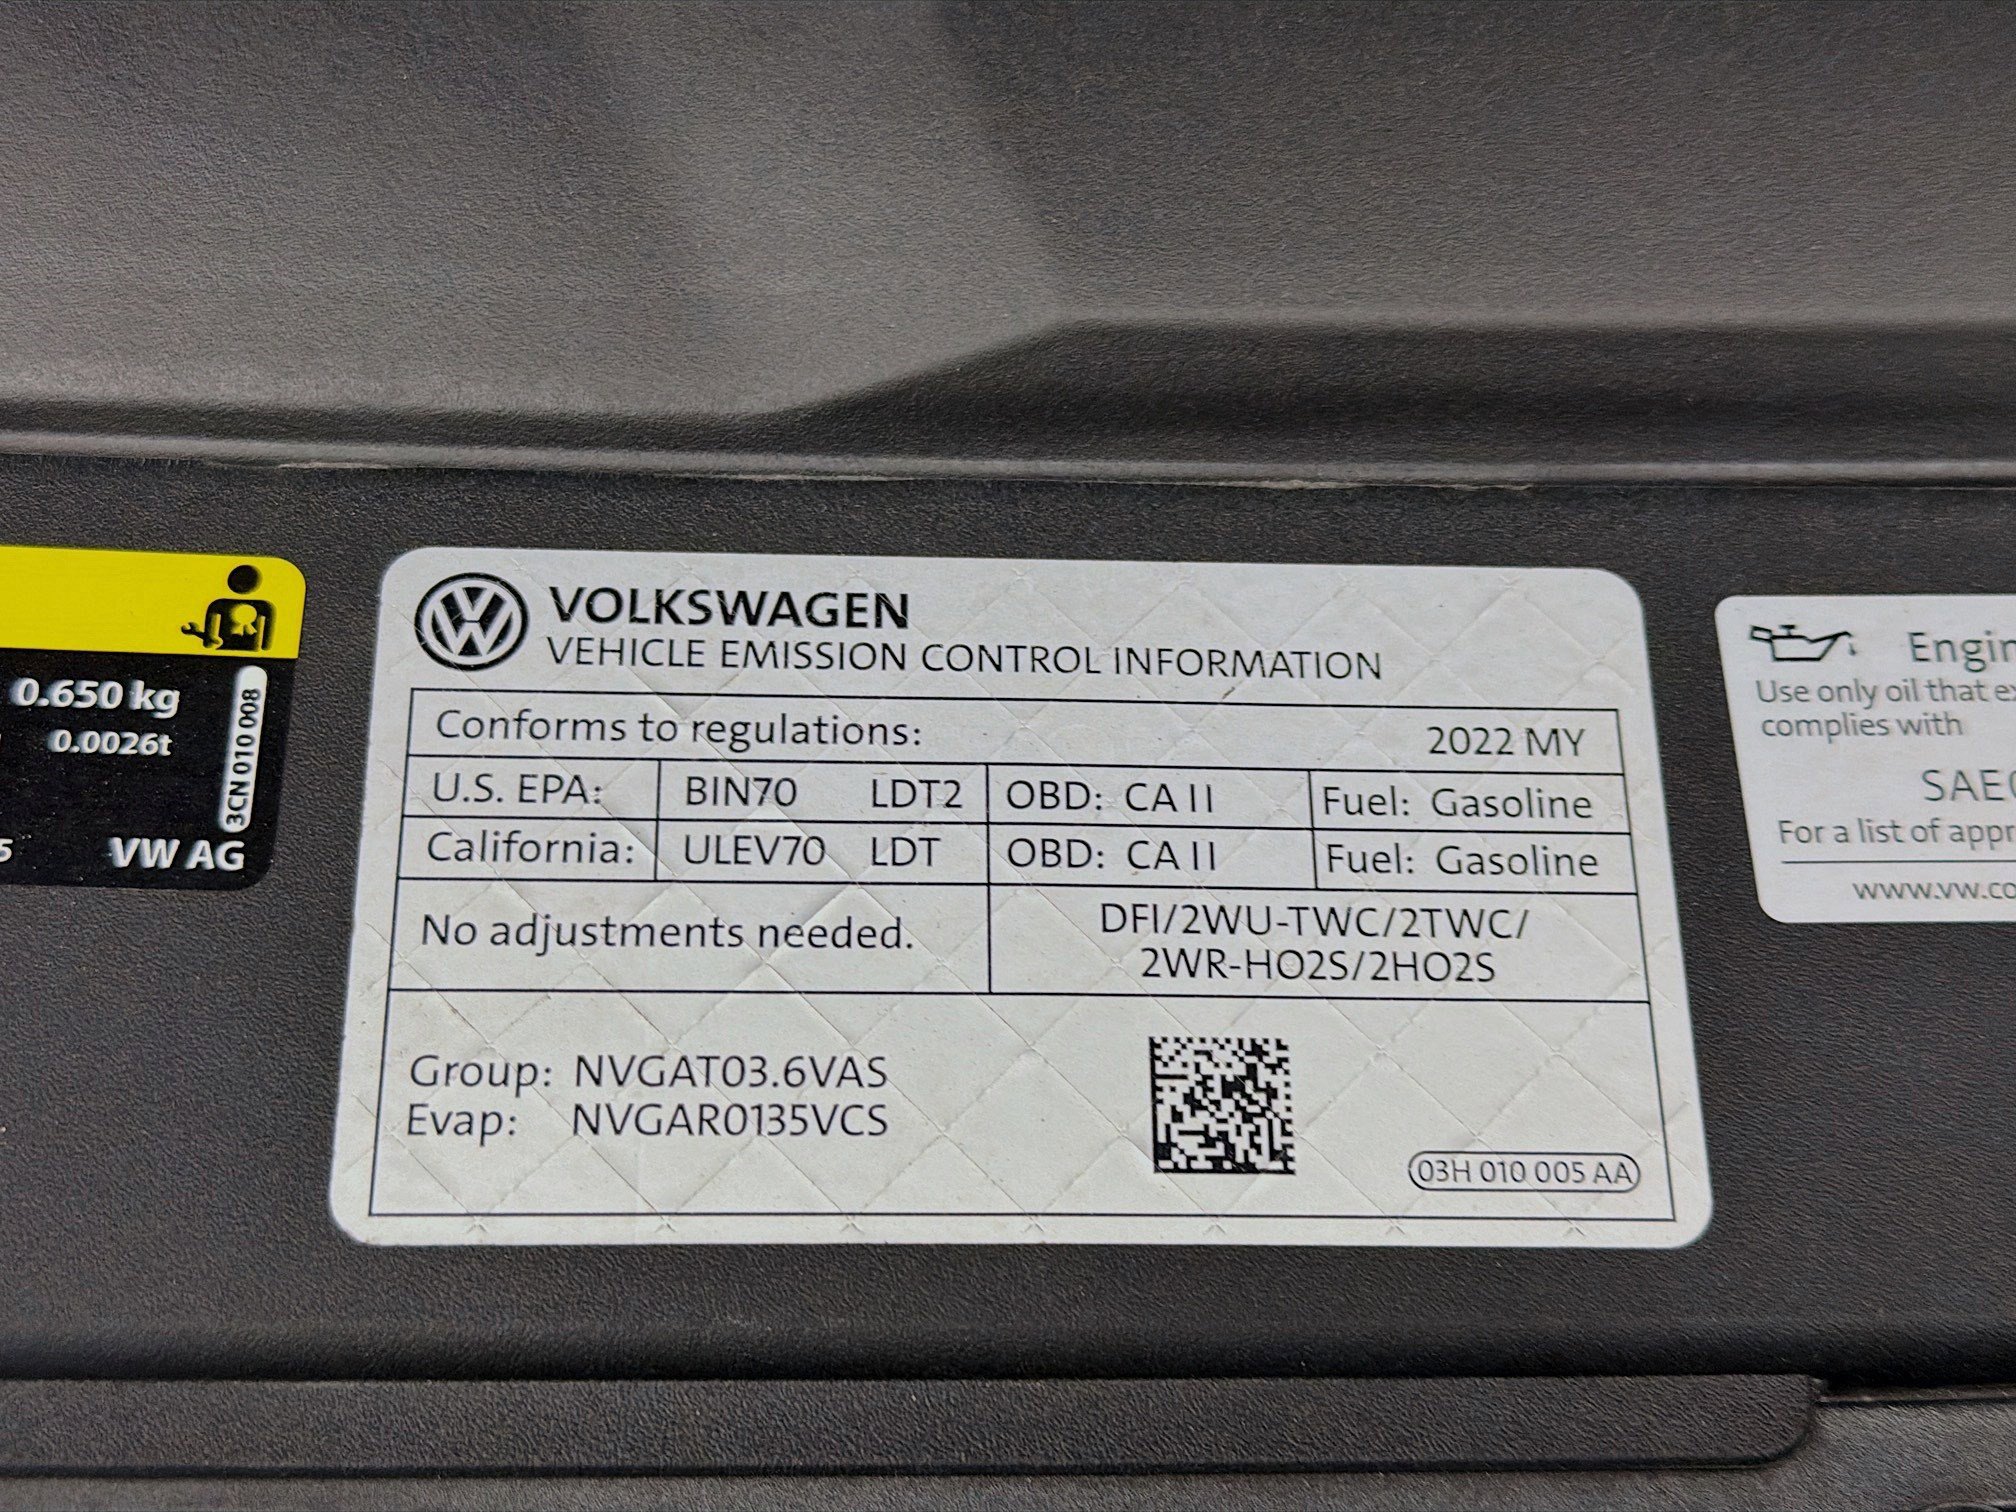 VOLKSWAGEN
VEHICLE EMISSION CONTROL INFORMATION
Conforms to regulations: 2022 MY
U.S. EPA: BIN70 LDT2 OBD: CA II Fuel: Gasoline
California: ULEV70 LDT OBD: CA II Fuel: Gasoline
No adjustments needed.
DFI/2WU-TWC/2TWC/
2WR-HO2S/2HO2S
Group: NVGAT03.6VAS
Evap: NVGAR0135VCS
03H 010 005 AA
0.650 kg
0.0026t
3CN 010 008
5 VW AG
Use only oil that
complies with
For a list of